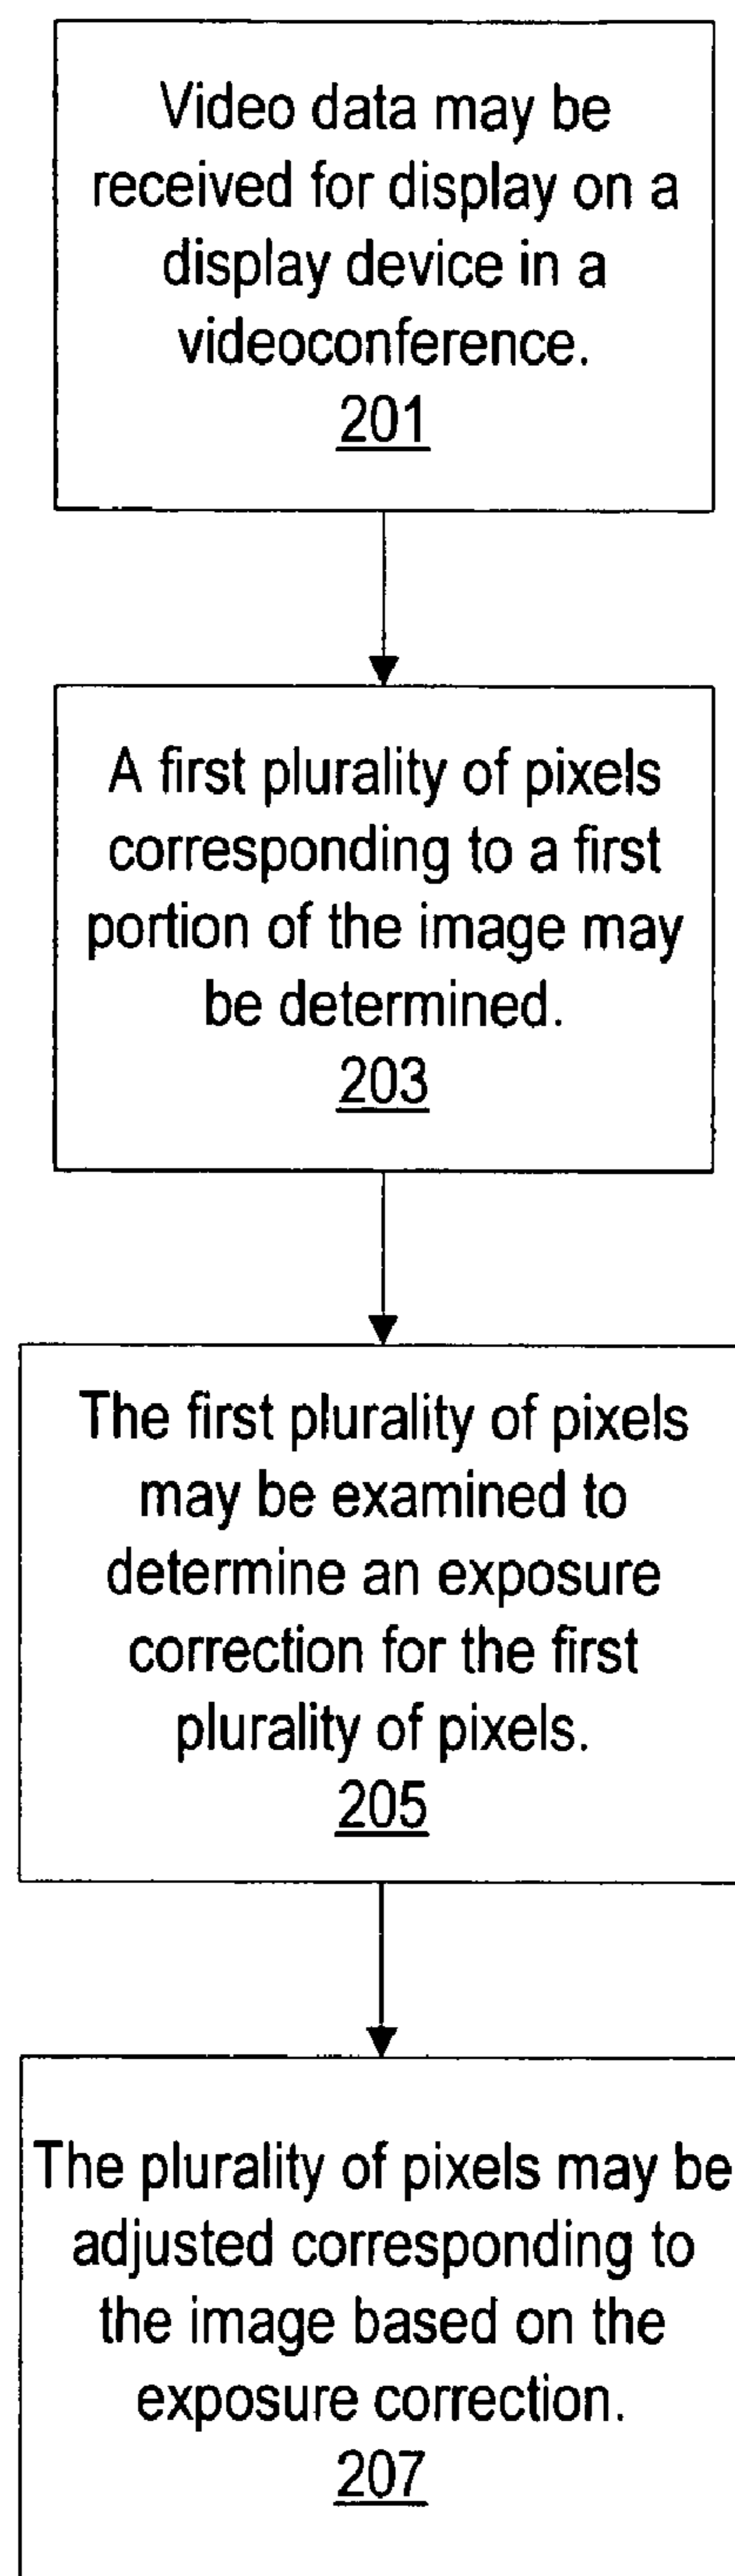 Video data may be
received for display on a
display device in a
videoconference.
201
A first plurality of pixels
corresponding to a first
portion of the image may
be determined.
203
The first plurality of pixels
may be examined to
determine an exposure
correction for the first
plurality of pixels.
205
The plurality of pixels may be
adjusted corresponding to
the image based on the
exposure correction.
207